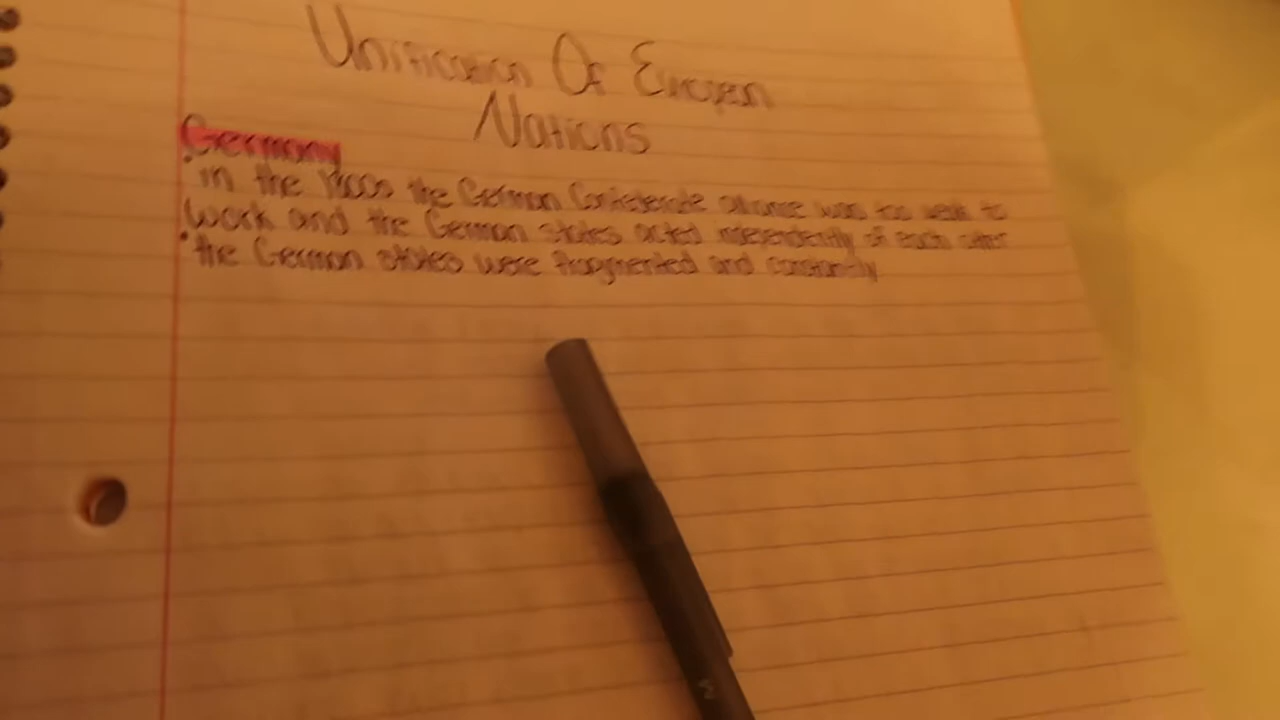 Unification Of European
Nations
Germany
in the 1800s the German Confederate alliance was too weak to
work and the German states acted independently of each other
the German states were fragmented and constantly